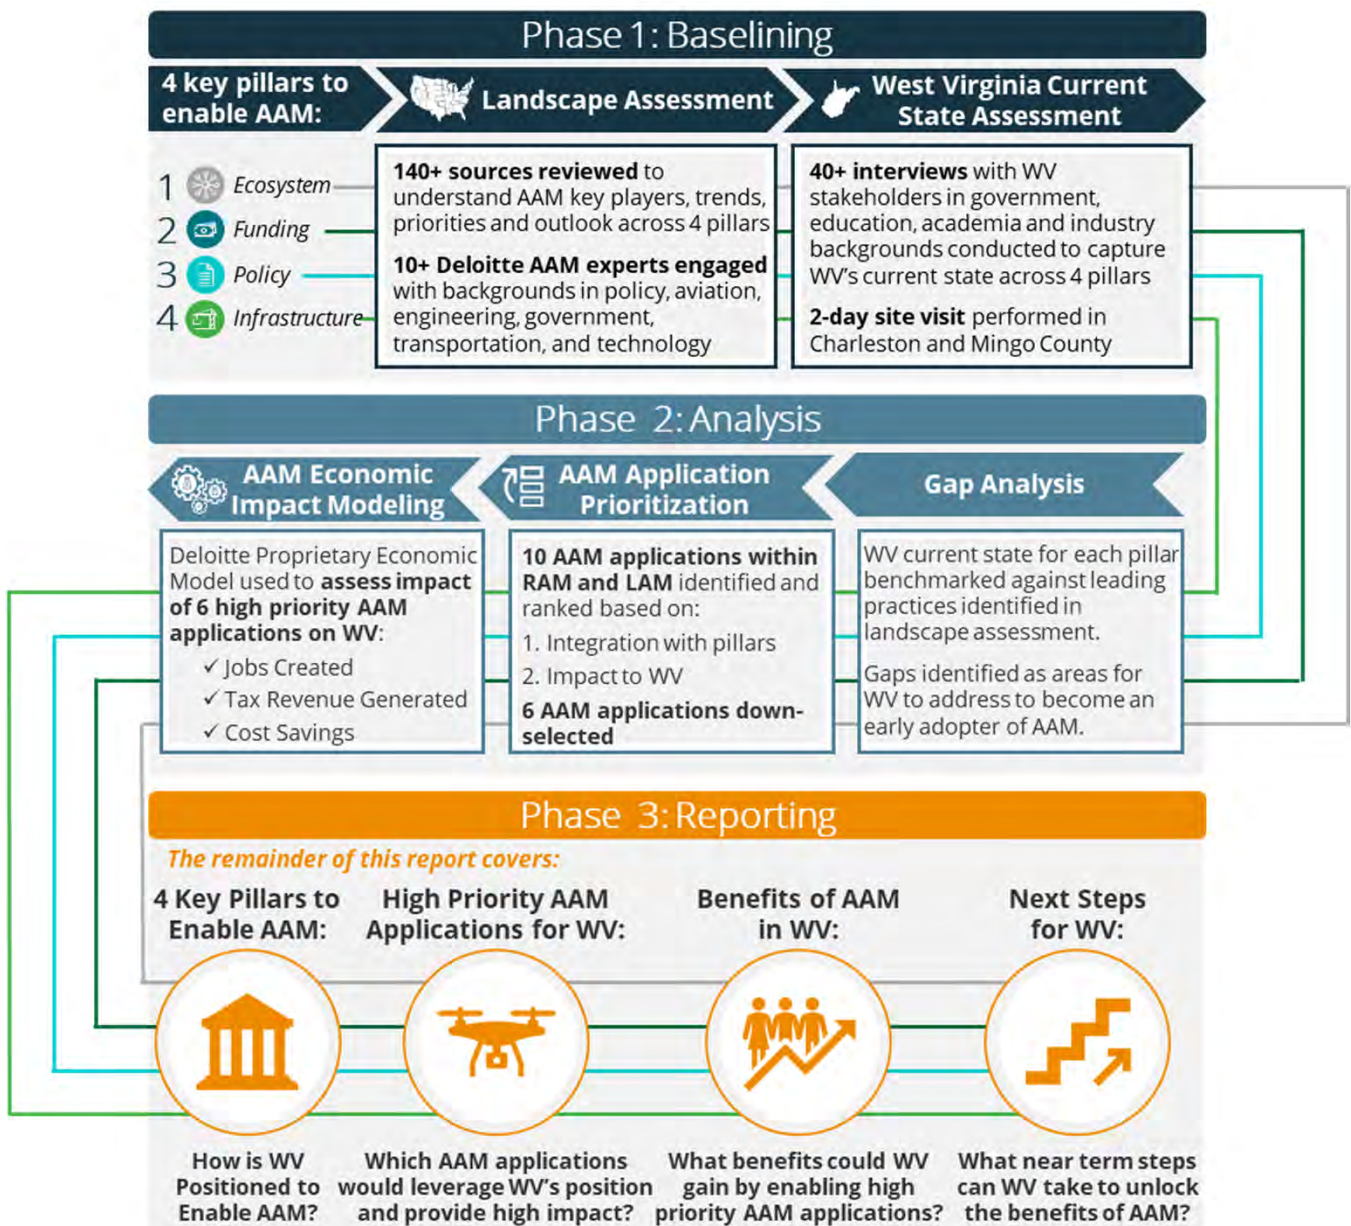 Phase 1: Baselining
4 key pillars to
enable AAM:
Landscape Assessment
West Virginia Current
State Assessment
1 Ecosystem
2 Funding
3 Policy
4 Infrastructure
140+ sources reviewed to
understand AAM key players, trends,
priorities and outlook across 4 pillars
10+ Deloitte AAM experts engaged
with backgrounds in policy, aviation,
engineering, government,
transportation, and technology
40+ interviews with WV
stakeholders in government,
education, academia and industry
backgrounds conducted to capture
WV's current state across 4 pillars
2-day site visit performed in
Charleston and Mingo County
Phase 2: Analysis
AAM Economic
Impact Modeling
AAM Application
Prioritization
Gap Analysis
Deloitte Proprietary Economic
Model used to assess impact
of 6 high priority AAM
applications on WV:
✓ Jobs Created
✓ Tax Revenue Generated
✓ Cost Savings
10 AAM applications within
RAM and LAM identified and
ranked based on:
1. Integration with pillars
2. Impact to WV
6 AAM applications down-
selected
WV current state for each pillar
benchmarked against leading
practices identified in
landscape assessment.
Gaps identified as areas for
WV to address to become an
early adopter of AAM.
Phase 3: Reporting
The remainder of this report covers:
4 Key Pillars to
Enable AAM:
High Priority AAM
Applications for WV:
Benefits of AAM
in WV:
Next Steps
for WV:
How is WV
Positioned to
Enable AAM?
Which AAM applications
would leverage WV's position
and provide high impact?
What benefits could WV
gain by enabling high
priority AAM applications?
What near term steps
can WV take to unlock
the benefits of AAM?